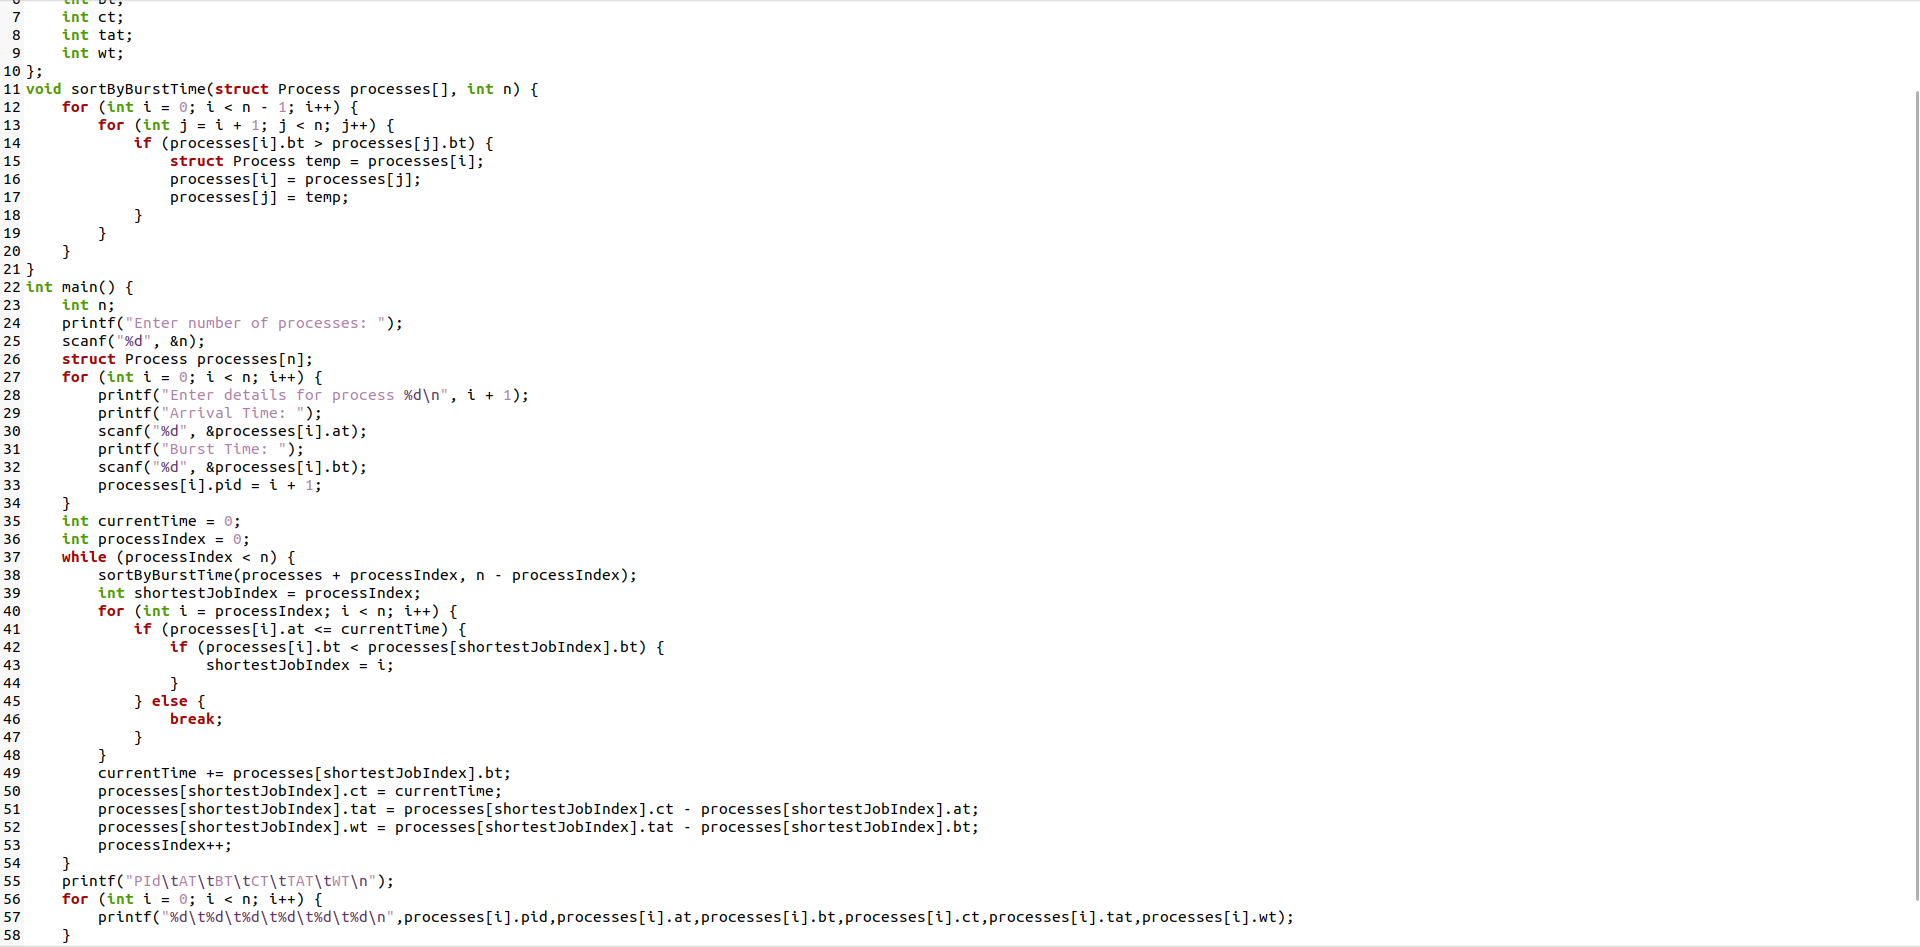 7     int ct;
8     int tat;
9     int wt;
10 };
11 void sortByBurstTime(struct Process processes[], int n) {
12     for (int i = 0; i < n - 1; i++) {
13         for (int j = i + 1; j < n; j++) {
14             if (processes[i].bt > processes[j].bt) {
15                 struct Process temp = processes[i];
16                 processes[i] = processes[j];
17                 processes[j] = temp;
18             }
19         }
20     }
21 }
22 int main() {
23     int n;
24     printf("Enter number of processes: ");
25     scanf("%d", &n);
26     struct Process processes[n];
27     for (int i = 0; i < n; i++) {
28         printf("Enter details for process %d\n", i + 1);
29         printf("Arrival Time: ");
30         scanf("%d", &processes[i].at);
31         printf("Burst Time: ");
32         scanf("%d", &processes[i].bt);
33         processes[i].pid = i + 1;
34     }
35     int currentTime = 0;
36     int processIndex = 0;
37     while (processIndex < n) {
38         sortByBurstTime(processes + processIndex, n - processIndex);
39         int shortestJobIndex = processIndex;
40         for (int i = processIndex; i < n; i++) {
41             if (processes[i].at <= currentTime) {
42                 if (processes[i].bt < processes[shortestJobIndex].bt) {
43                     shortestJobIndex = i;
44                 }
45             } else {
46                 break;
47             }
48         }
49         currentTime += processes[shortestJobIndex].bt;
50         processes[shortestJobIndex].ct = currentTime;
51         processes[shortestJobIndex].tat = processes[shortestJobIndex].ct - processes[shortestJobIndex].at;
52         processes[shortestJobIndex].wt = processes[shortestJobIndex].tat - processes[shortestJobIndex].bt;
53         processIndex++;
54     }
55     printf("PId\tAT\tBT\tCT\tTAT\tWT\n");
56     for (int i = 0; i < n; i++) {
57         printf("%d\t%d\t%d\t%d\t%d\t%d\n",processes[i].pid,processes[i].at,processes[i].bt,processes[i].ct,processes[i].tat,processes[i].wt);
58     }